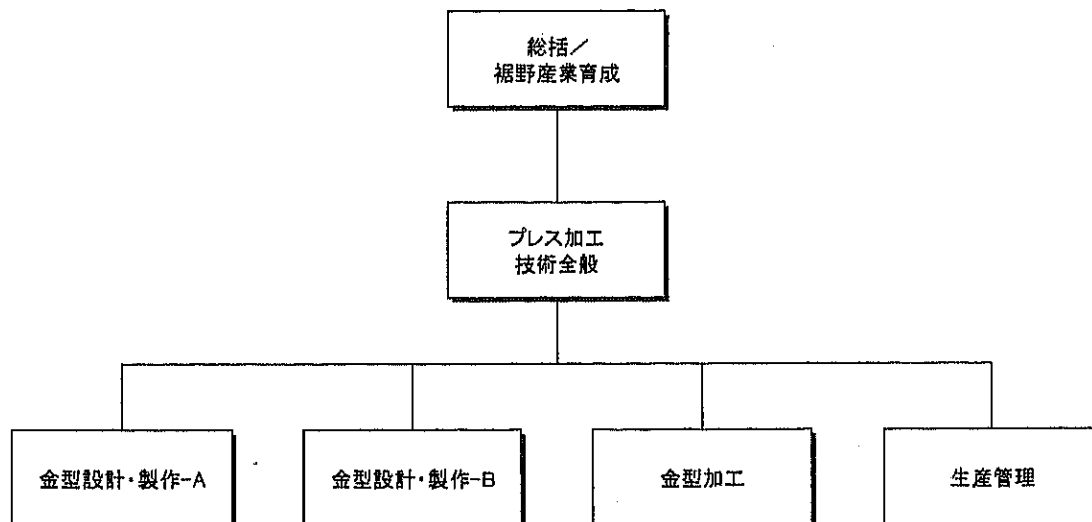 総括／
裾野産業育成
プレス加工
技術全般
金型設計・製作-A
金型設計・製作-B
金型加工
生産管理